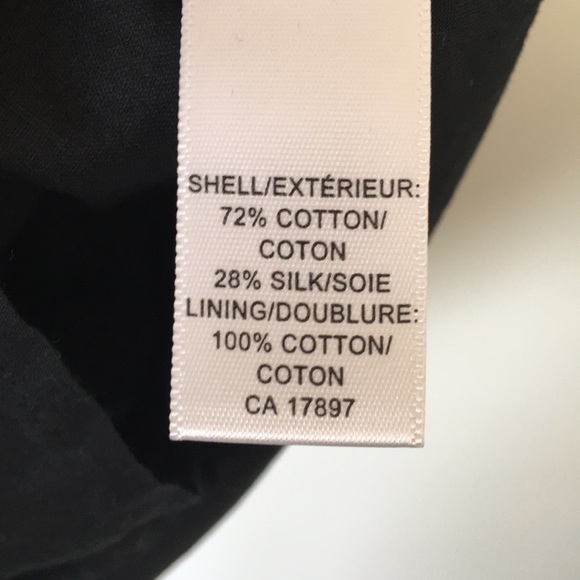 SHELL/EXTÉRIEUR:
72% COTTON/
COTON
28% SILK/SOIE
LINING/DOUBLURE:
100% COTTON/
COTON
CA 17897